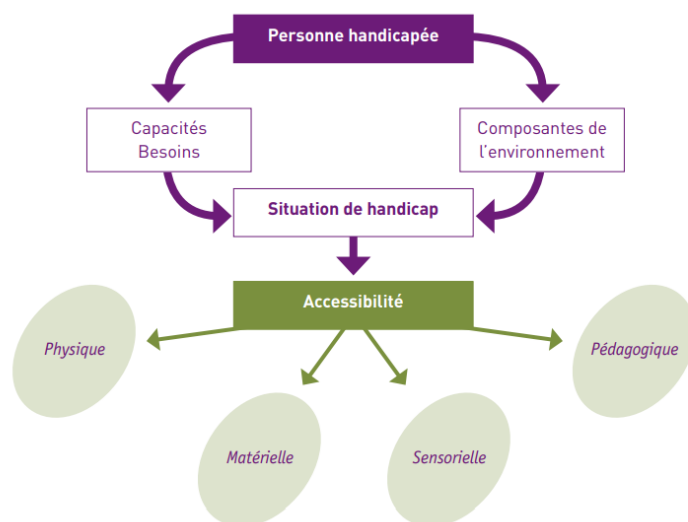 Personne handicapée
Capacités
Besoins
Composantes de
l'environnement
Situation de handicap
Accessibilité
Physique
Pédagogique
Matérielle
Sensorielle